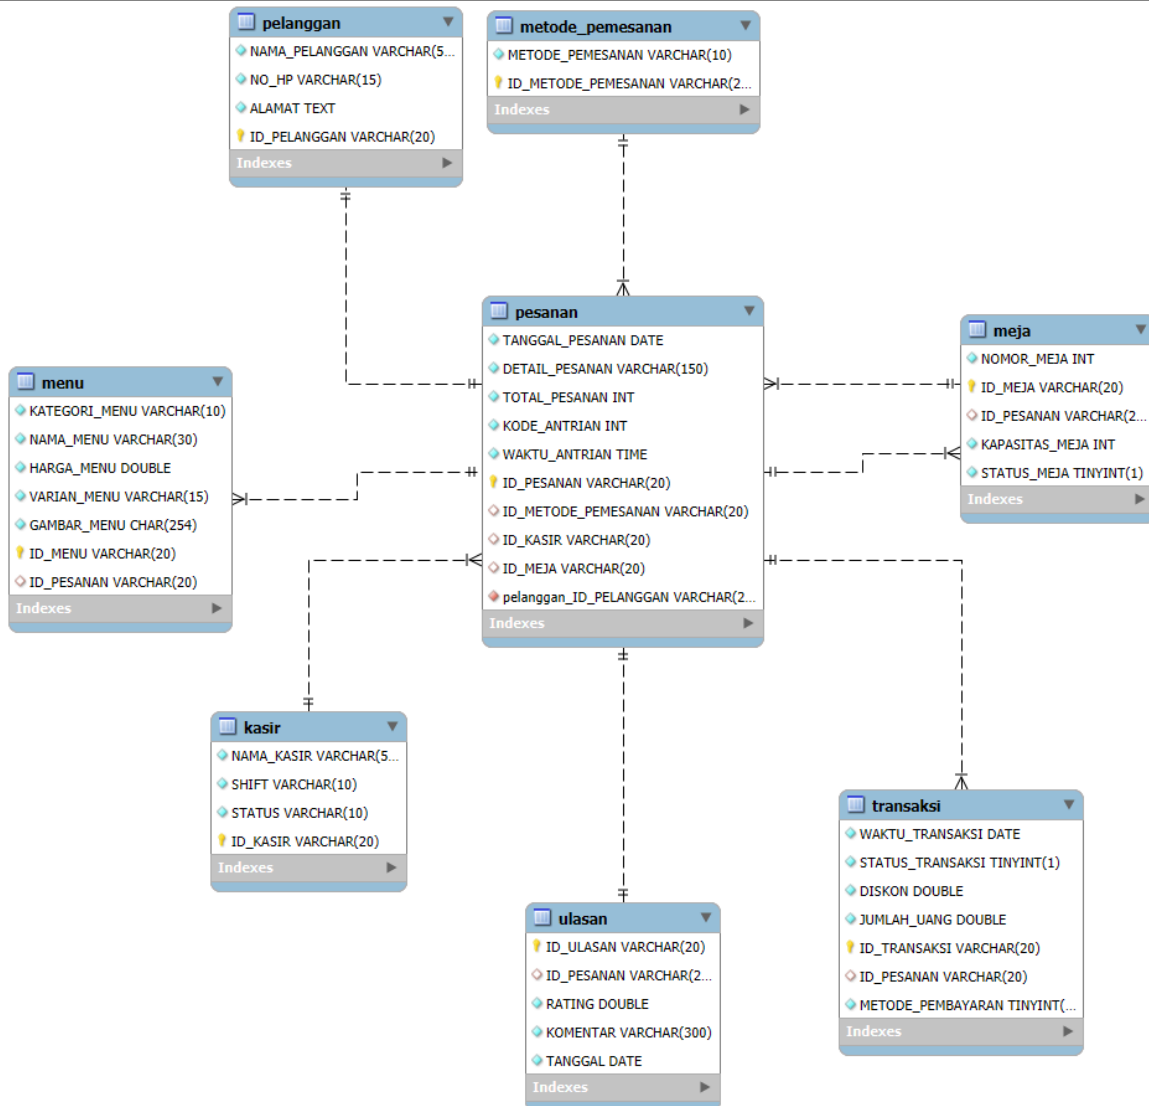 pelanggan
NAMA_PELANGGAN VARCHAR(5...
NO_HP VARCHAR(15)
ALAMAT TEXT
ID_PELANGGAN VARCHAR(20)
Indexes
metode_pemesanan
METODE_PEMESANAN VARCHAR(10)
ID_METODE_PEMESANAN VARCHAR(2...
Indexes
pesanan
TANGGAL_PESANAN DATE
DETAIL_PESANAN VARCHAR(150)
TOTAL_PESANAN INT
KODE_ANTRIAN INT
WAKTU_ANTRIAN TIME
ID_PESANAN VARCHAR(20)
ID_METODE_PEMESANAN VARCHAR(20)
ID_KASIR VARCHAR(20)
ID_MEJA VARCHAR(20)
pelanggan_ID_PELANGGAN VARCHAR(2...
Indexes
meja
NOMOR_MEJA INT
ID_MEJA VARCHAR(20)
ID_PESANAN VARCHAR(2...
KAPASITAS_MEJA INT
STATUS_MEJA TINYINT(1)
Indexes
menu
KATEGORI_MENU VARCHAR(10)
NAMA_MENU VARCHAR(30)
HARGA_MENU DOUBLE
VARIAN_MENU VARCHAR(15)
GAMBAR_MENU CHAR(254)
ID_MENU VARCHAR(20)
ID_PESANAN VARCHAR(20)
Indexes
kasir
NAMA_KASIR VARCHAR(5...
SHIFT VARCHAR(10)
STATUS VARCHAR(10)
ID_KASIR VARCHAR(20)
Indexes
transaksi
WAKTU_TRANSAKSI DATE
STATUS_TRANSAKSI TINYINT(1)
DISKON DOUBLE
JUMLAH_UANG DOUBLE
ID_TRANSAKSI VARCHAR(20)
ID_PESANAN VARCHAR(20)
METODE_PEMBAYARAN TINYINT(...
Indexes
ulasan
ID_ULASAN VARCHAR(20)
ID_PESANAN VARCHAR(2...
RATING DOUBLE
KOMENTAR VARCHAR(300)
TANGGAL DATE
Indexes